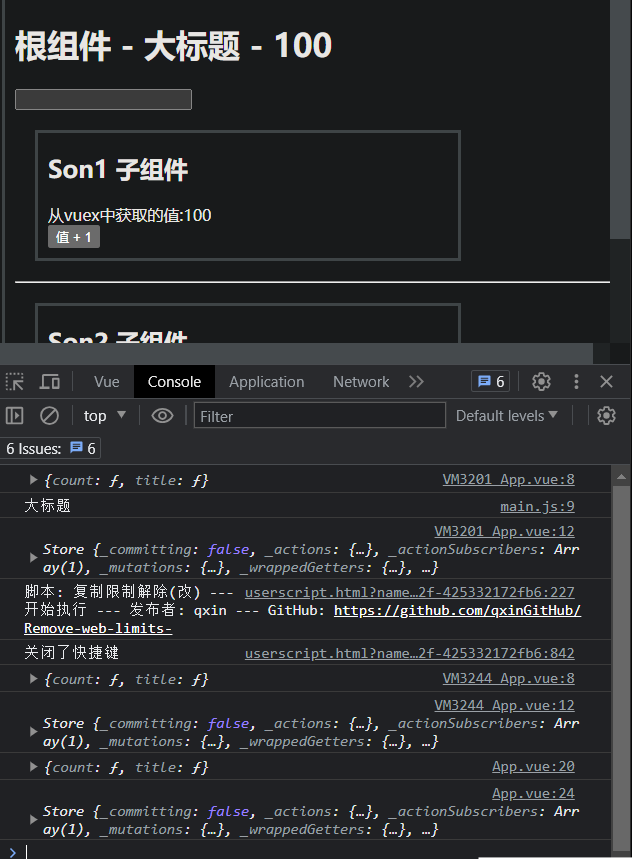 根组件 - 大标题 - 100
Son1 子组件
从vuex中获取的值:100
值 + 1
Son2 子组件
Vue Console Application Network 6
top Filter Default levels
6 Issues: 6
{count: ƒ, title: ƒ} VM3201 App.vue:8
大标题 main.js:9
VM3201 App.vue:12
Store {_committing: false, _actions: {…}, _actionSubscribers: Arr
ay(1), _mutations: {…}, _wrappedGetters: {…}, …}
脚本: 复制限制解除(改) --- userscript.html?name…2f-425332172fb6:227
开始执行 --- 发布者: qxin --- GitHub: https://github.com/qxinGitHub/
Remove-web-limits-
关闭了快捷键 userscript.html?name…2f-425332172fb6:842
{count: ƒ, title: ƒ} VM3244 App.vue:8
VM3244 App.vue:12
Store {_committing: false, _actions: {…}, _actionSubscribers: Arr
ay(1), _mutations: {…}, _wrappedGetters: {…}, …}
{count: ƒ, title: ƒ} App.vue:20
App.vue:24
Store {_committing: false, _actions: {…}, _actionSubscribers: Arr
ay(1), _mutations: {…}, _wrappedGetters: {…}, …}